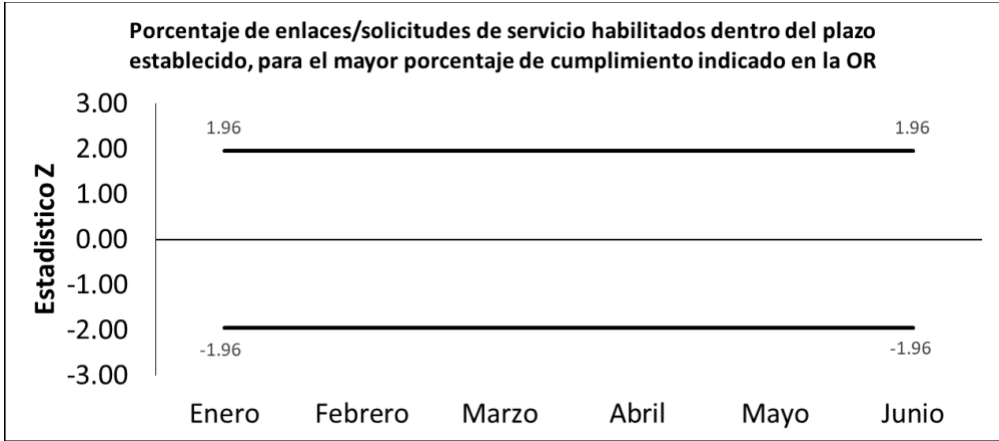 Porcentaje de enlaces/solicitudes de servicio habilitados dentro del plazo
establecido, para el mayor porcentaje de cumplimiento indicado en la OR
Estadistico Z
3.00
2.00
1.00
0.00
-1.00
-2.00
-3.00
1.96
1.96
-1.96
-1.96
Enero Febrero Marzo Abril Mayo Junio